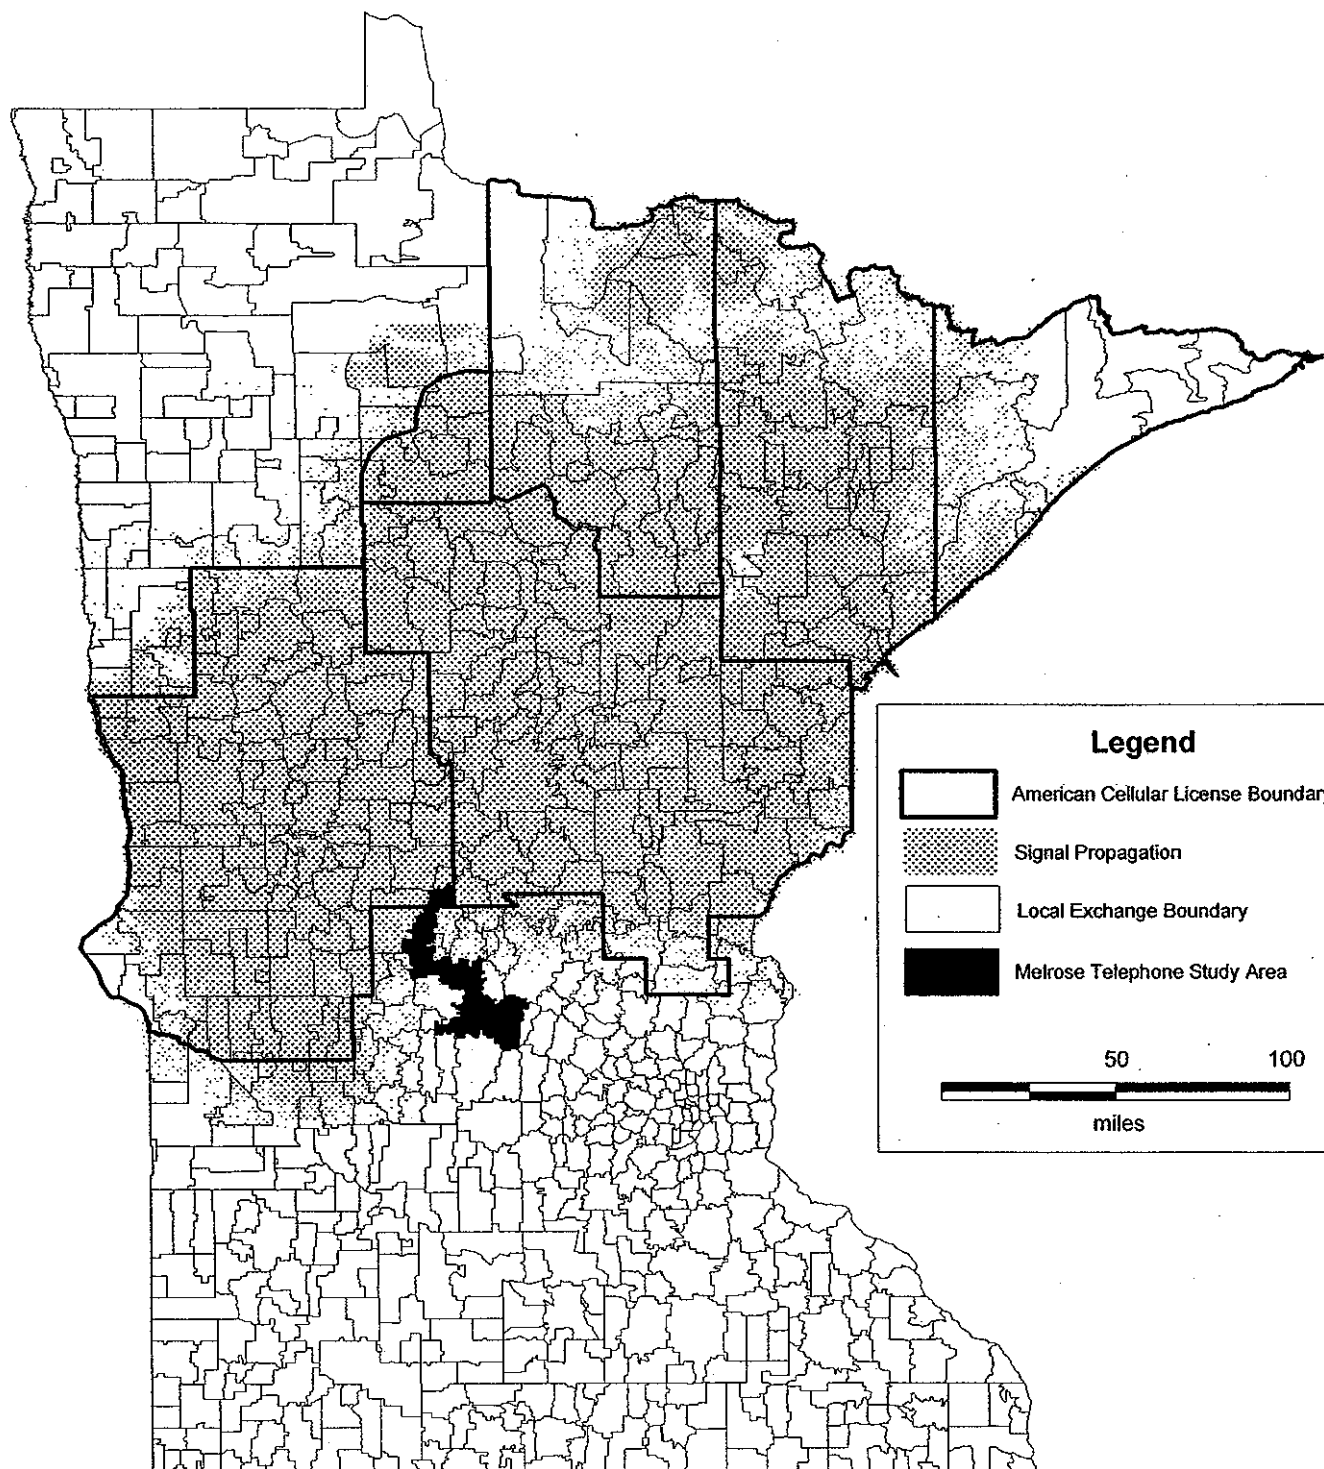 Legend
American Cellular License Boundary
Signal Propagation
Local Exchange Boundary
Melrose Telephone Study Area
50 100
miles